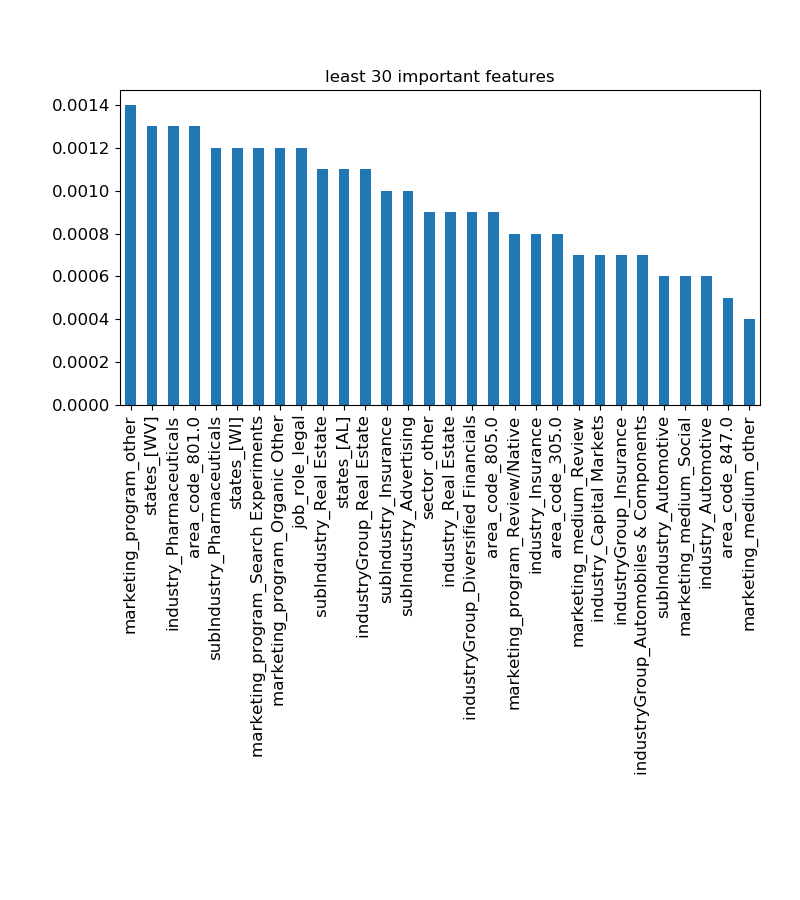 least 30 important features
0.0014
0.0012
0.0010
0.0008
0.0006
0.0004
0.0002
0.0000
marketing_program_other
states_[WV]
industry_Pharmaceuticals
area_code_801.0
subIndustry_Pharmaceuticals
states_[WI]
marketing_program_Search Experiments
marketing_program_Organic Other
job_role_legal
subIndustry_Real Estate
states_[AL]
industryGroup_Real Estate
subIndustry_Insurance
subIndustry_Advertising
sector_other
industry_Real Estate
industryGroup_Diversified Financials
area_code_805.0
marketing_program_Review/Native
industry_Insurance
area_code_305.0
marketing_medium_Review
industry_Capital Markets
industryGroup_Insurance
industryGroup_Automobiles & Components
subIndustry_Automotive
marketing_medium_Social
industry_Automotive
area_code_847.0
marketing_medium_other